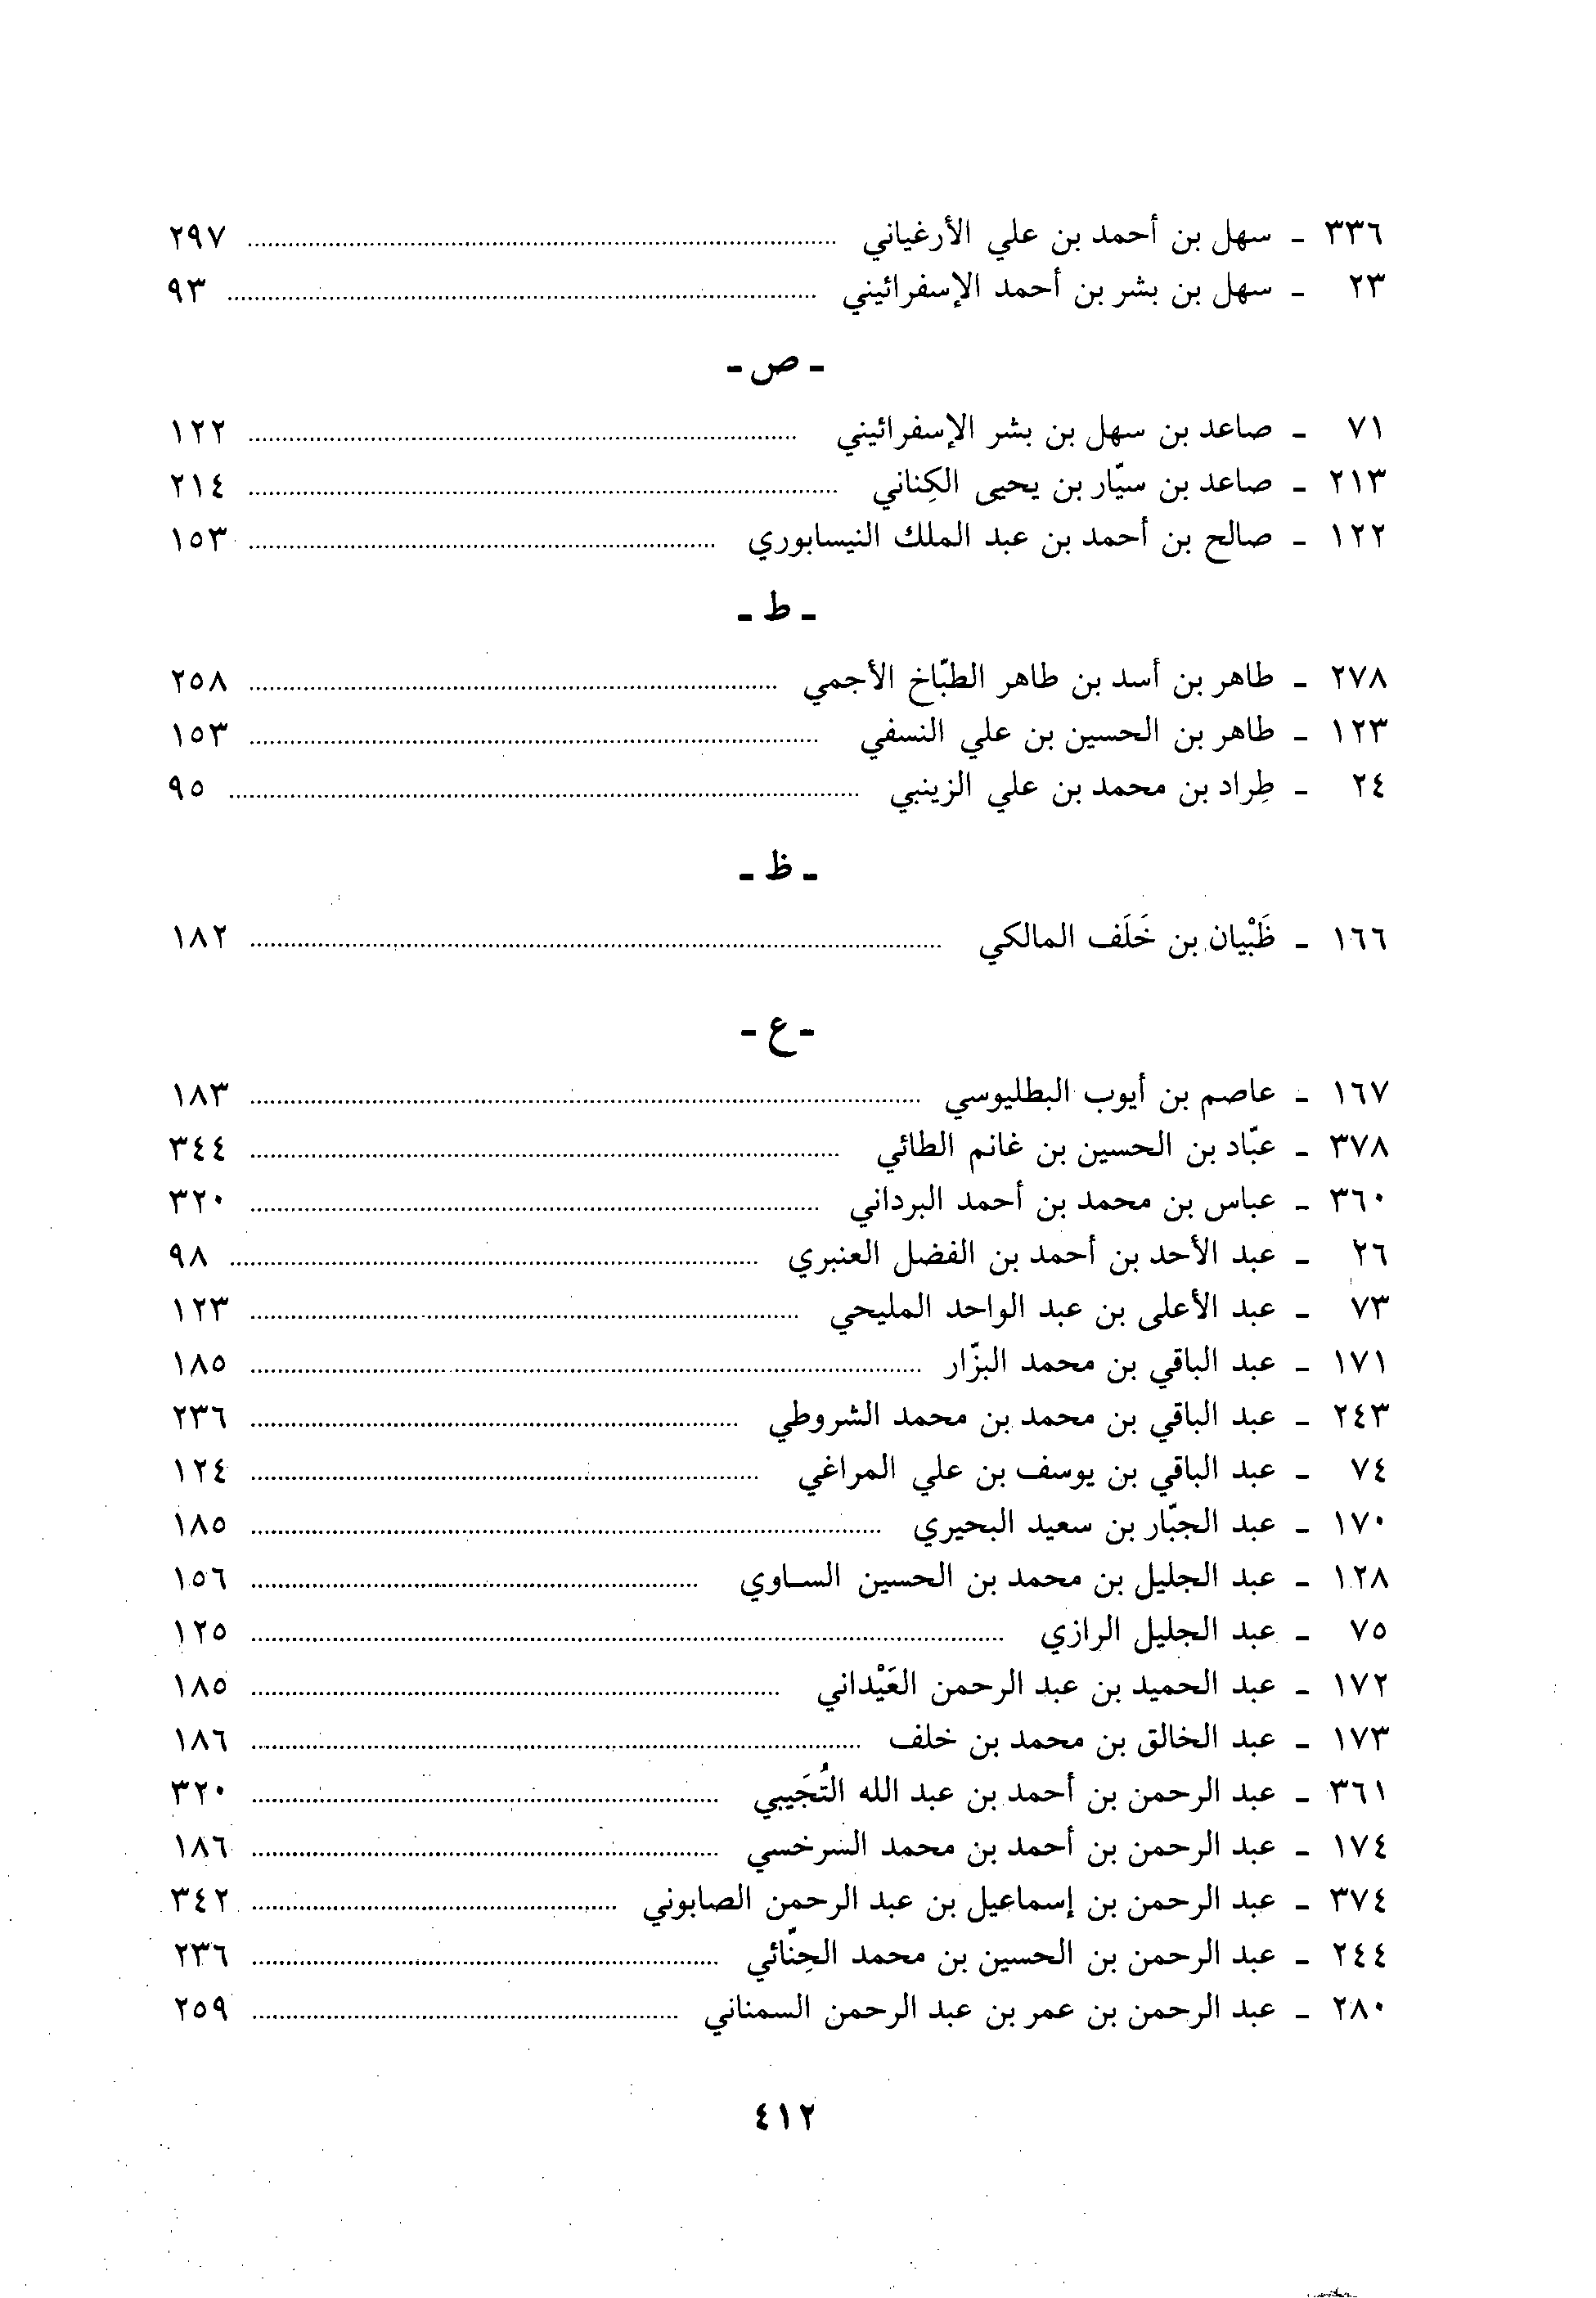 ٣٣٦ - سهل بن أحمد بن علي الأرغياني ........ ٢٩٧
٢٣ - سهل بن بشر بن أحمد الإسفرائيني ........ ٩٣
- ص -
٧١ - صاعد بن سهل بن بشر الإسفرائيني ........ ١٢٢
٢١٣ - صاعد بن سيّار بن يحيى الكِناني ........ ٢١٤
١٢٢ - صالح بن أحمد بن عبد الملك النيسابوري ........ ١٥٣
- ط -
٢٧٨ - طاهر بن أسد بن طاهر الطبّاخ الأجمي ........ ٢٥٨
١٢٣ - طاهر بن الحسين بن علي النسفي ........ ١٥٣
٢٤ - طِراد بن محمد بن علي الزينبي ........ ٩٥
- ظ -
١٦٦ - ظَبْيان بن خَلَف المالكي ........ ١٨٢
- ع -
١٦٧ - عاصم بن أيوب البطليوسي ........ ١٨٣
٣٧٨ - عبّاد بن الحسين بن غانم الطائي ........ ٣٤٤
٣٦٠ - عباس بن محمد بن أحمد البرداني ........ ٣٢٠
٢٦ - عبد الأحد بن أحمد بن الفضل العنبري ........ ٩٨
٧٣ - عبد الأعلى بن عبد الواحد المليحي ........ ١٢٣
١٧١ - عبد الباقي بن محمد البزّار ........ ١٨٥
٢٤٣ - عبد الباقي بن محمد بن محمد الشروطي ........ ٢٣٦
٧٤ - عبد الباقي بن يوسف بن علي المراغي ........ ١٢٤
١٧٠ - عبد الجبّار بن سعيد البحيري ........ ١٨٥
١٢٨ - عبد الجليل بن محمد بن الحسين الساوي ........ ١٥٦
٧٥ - عبد الجليل الرازي ........ ١٢٥
١٧٢ - عبد الحميد بن عبد الرحمن العَيْداني ........ ١٨٥
١٧٣ - عبد الخالق بن محمد بن خلف ........ ١٨٦
٣٦١ - عبد الرحمن بن أحمد بن عبد الله التُجَيبي ........ ٣٢٠
١٧٤ - عبد الرحمن بن أحمد بن محمد السرخسي ........ ١٨٦
٣٧٤ - عبد الرحمن بن إسماعيل بن عبد الرحمن الصابوني ........ ٣٤٢
٢٤٤ - عبد الرحمن بن الحسين بن محمد الحِنّائي ........ ٢٣٦
٢٨٠ - عبد الرحمن بن عمر بن عبد الرحمن السمناني ........ ٢٥٩
٤١٢